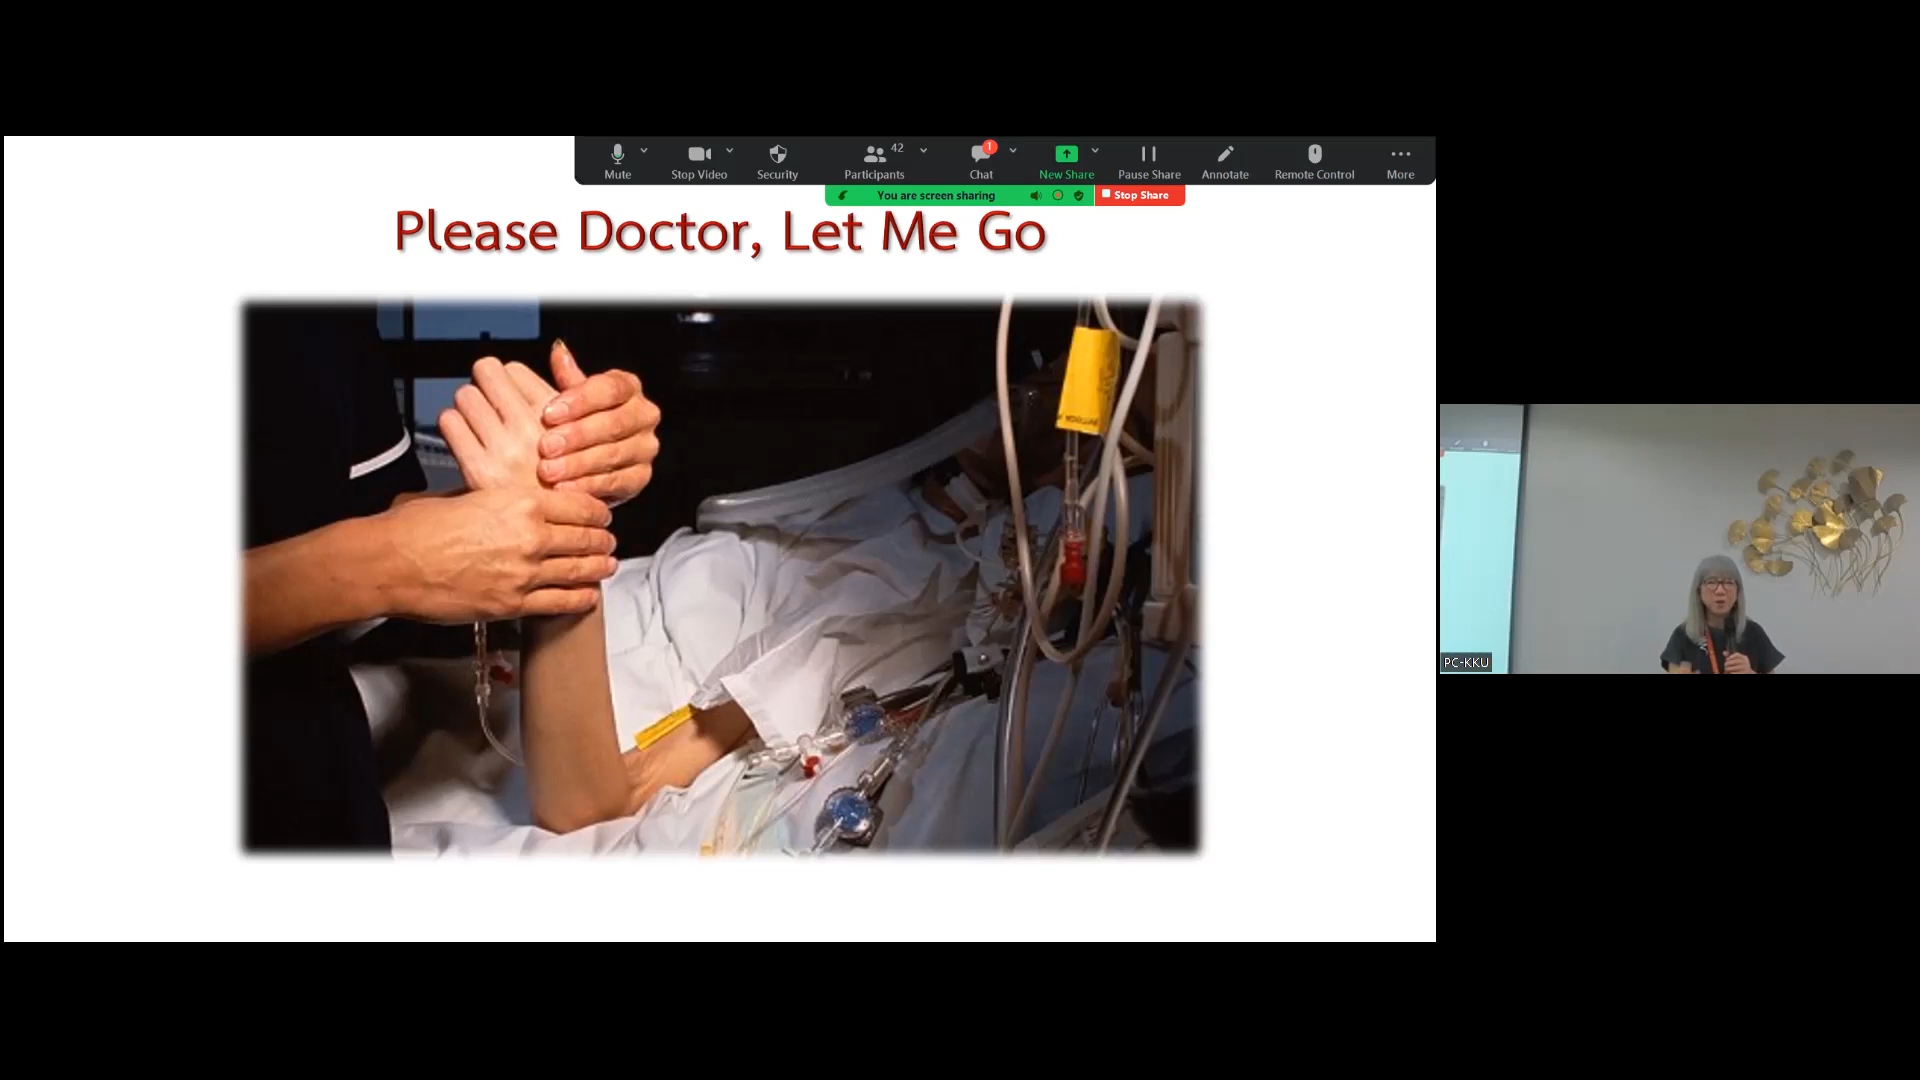 42
1
Mute
Stop Video
Security
Participants
Chat
New Share
Pause Share
Annotate
Remote Control
More
You are screen sharing
Stop Share
Please Doctor, Let Me Go
PC-KKU